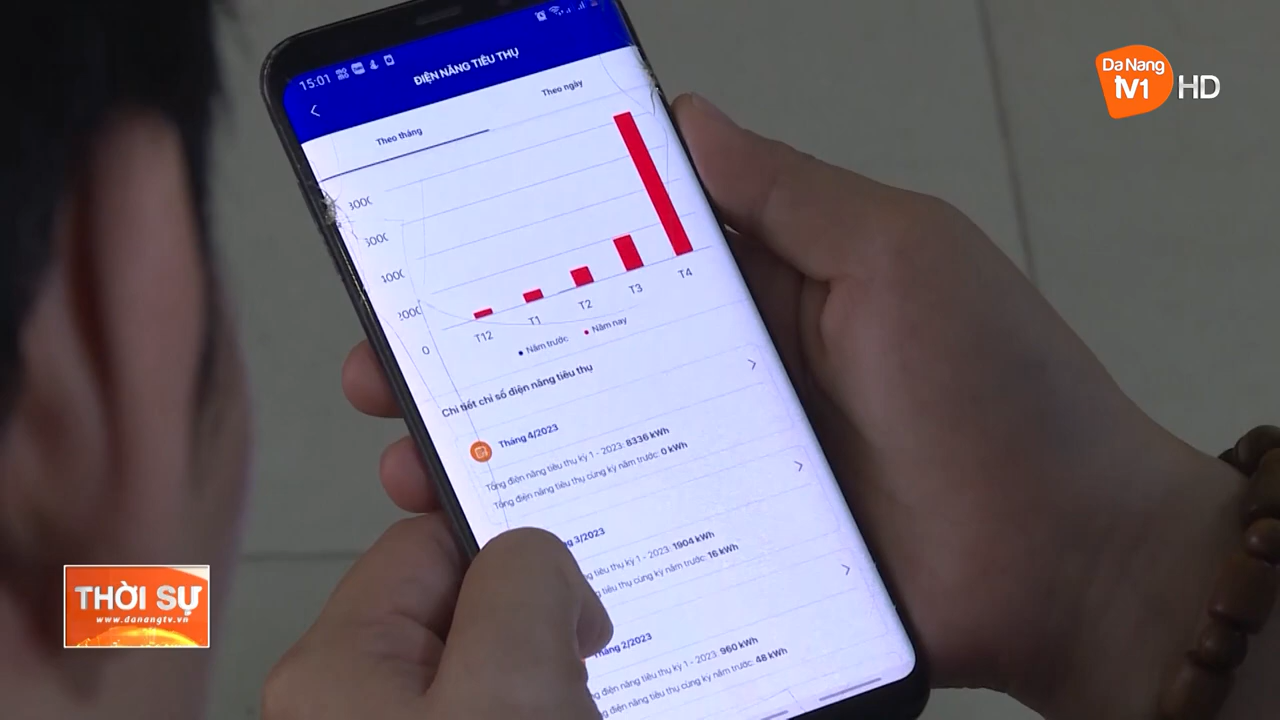 15:01
ĐIỆN NĂNG TIÊU THỤ
Theo tháng
Theo ngày
2000
0
T12
T1
T2
T3
T4
Năm trước
Năm nay
Chi tiết chỉ số điện năng tiêu thụ
Tháng 4/2023
Tổng điện năng tiêu thụ kỳ 1 - 2023: 8336 kWh
Tổng điện năng tiêu thụ cùng kỳ năm trước: 0 kWh
3/2023
tiêu thụ kỳ 1 - 2023: 1904 kWh
tiêu thụ cùng kỳ năm trước: 16 kWh
Tháng 2/2023
điện năng tiêu thụ kỳ 1 - 2023: 960 kWh
điện năng tiêu thụ cùng kỳ năm trước: 48 kWh
Da Nang
TV1 HD
THỜI SỰ
www.danangtv.vn